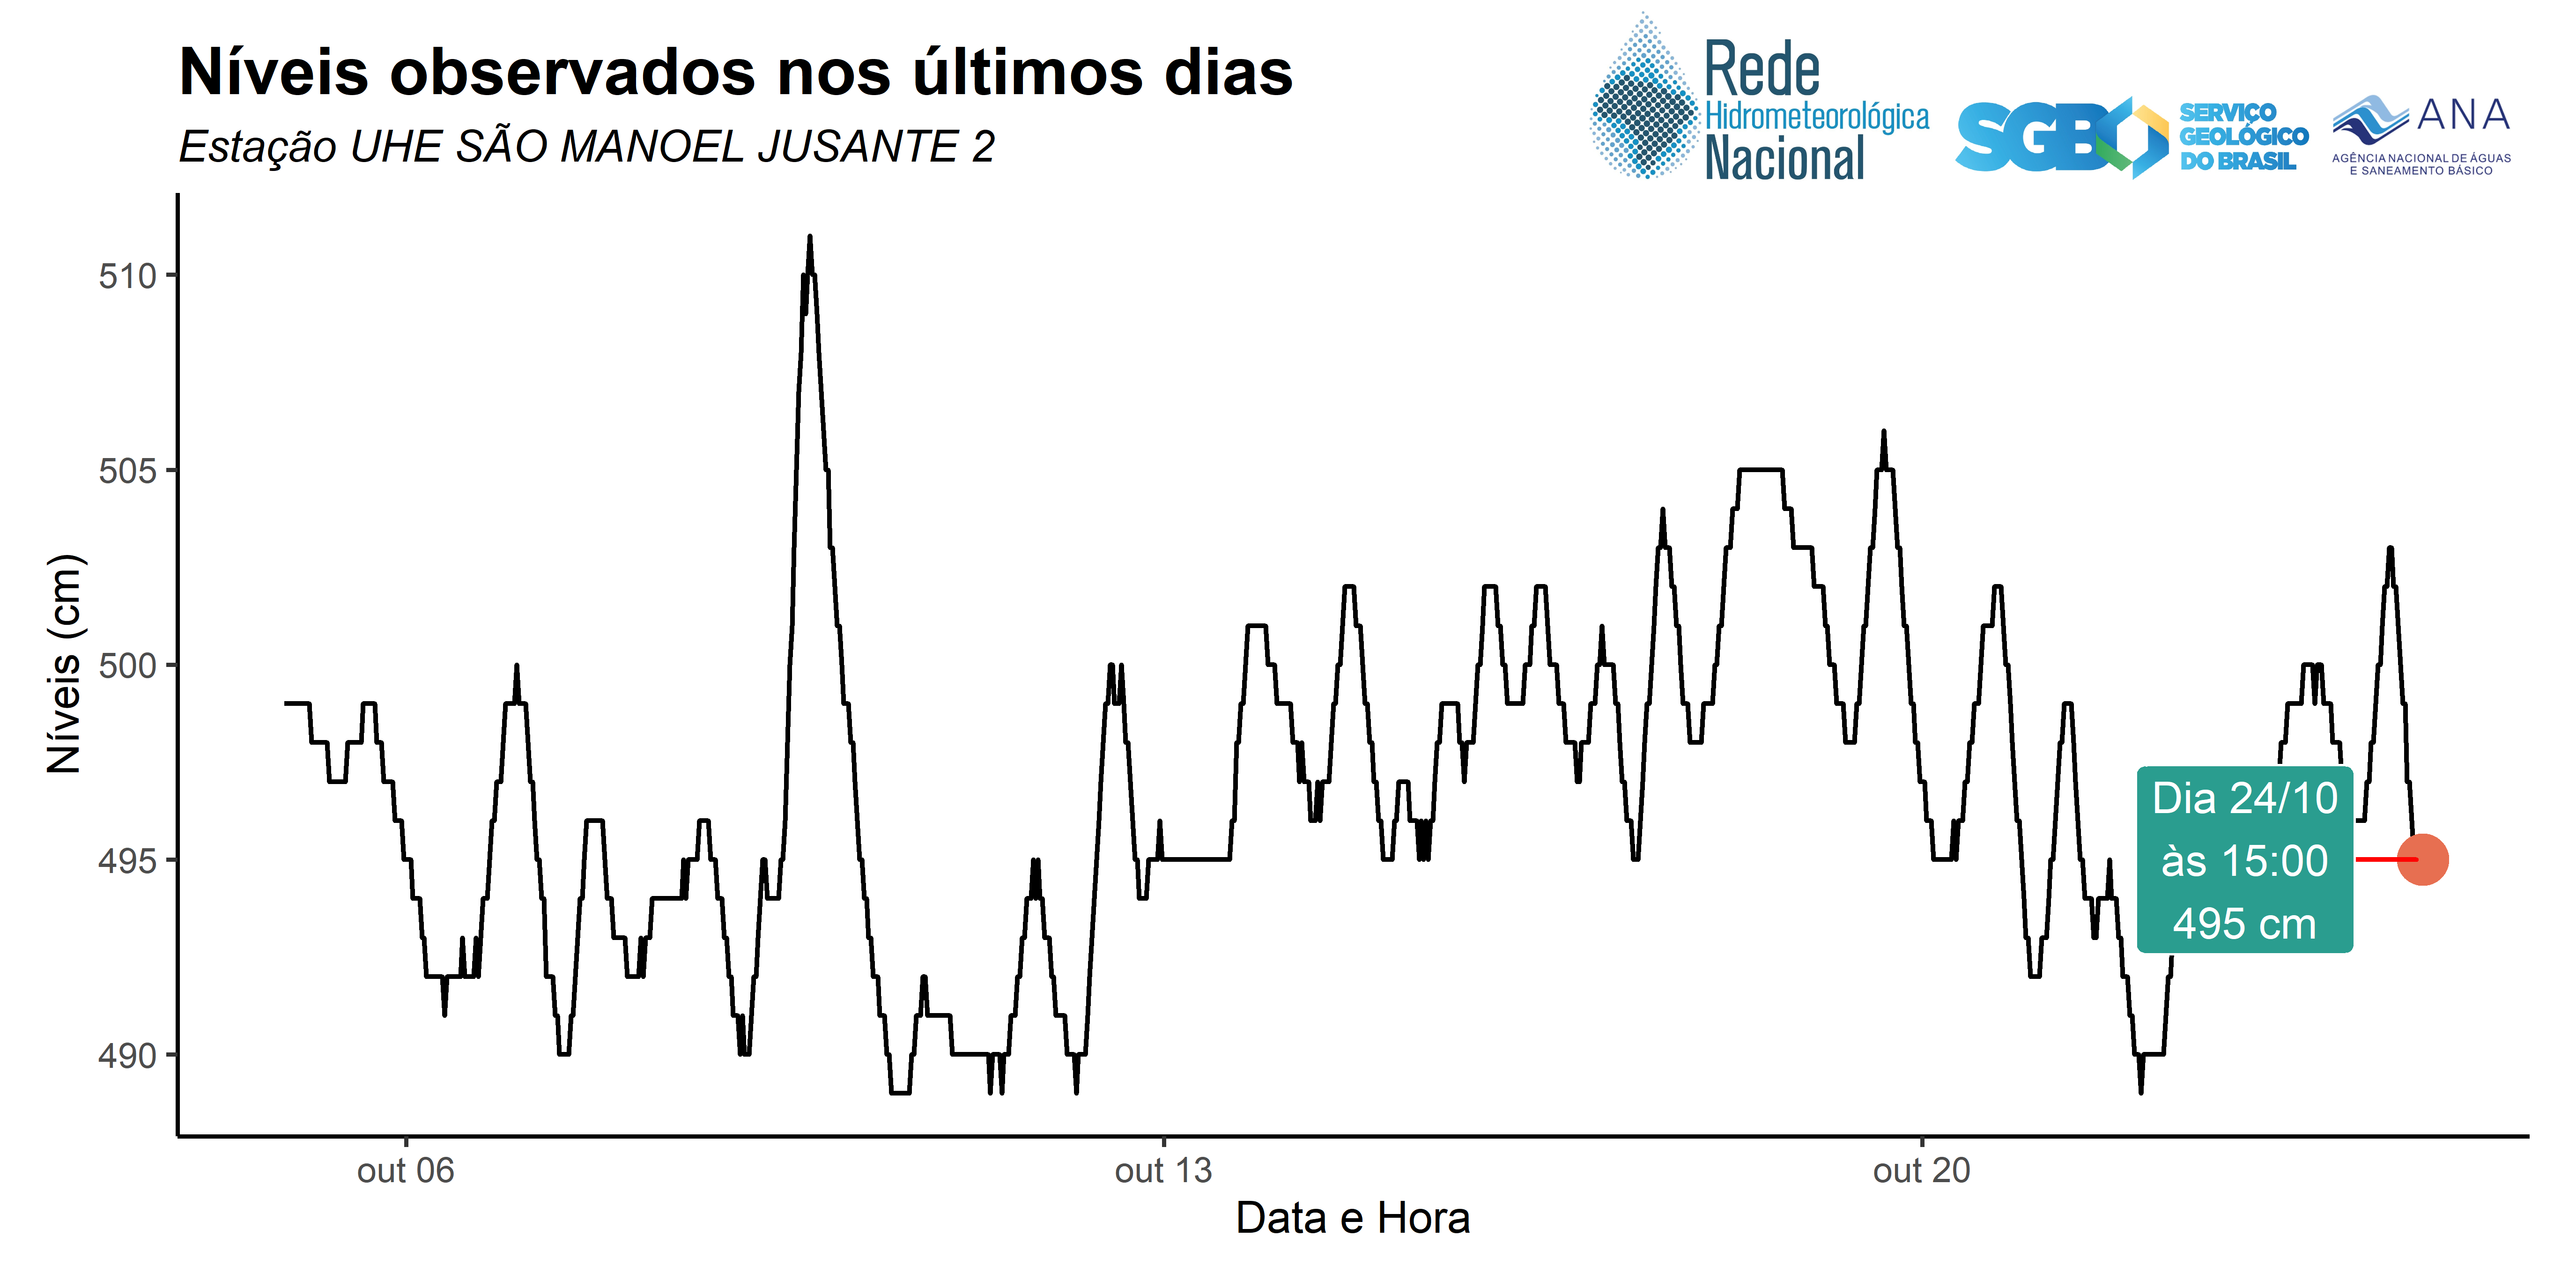 Níveis observados nos últimos dias
Estação UHE SÃO MANOEL JUSANTE 2
Rede
Hidrometeorológica
Nacional
SGB
SERVIÇO
GEOLÓGICO
DO BRASIL
ANA
AGÊNCIA NACIONAL DE ÁGUAS
E SANEAMENTO BÁSICO
Níveis (cm)
510
505
500
495
490
Dia 24/10
às 15:00
495 cm
out 06
out 13
out 20
Data e Hora